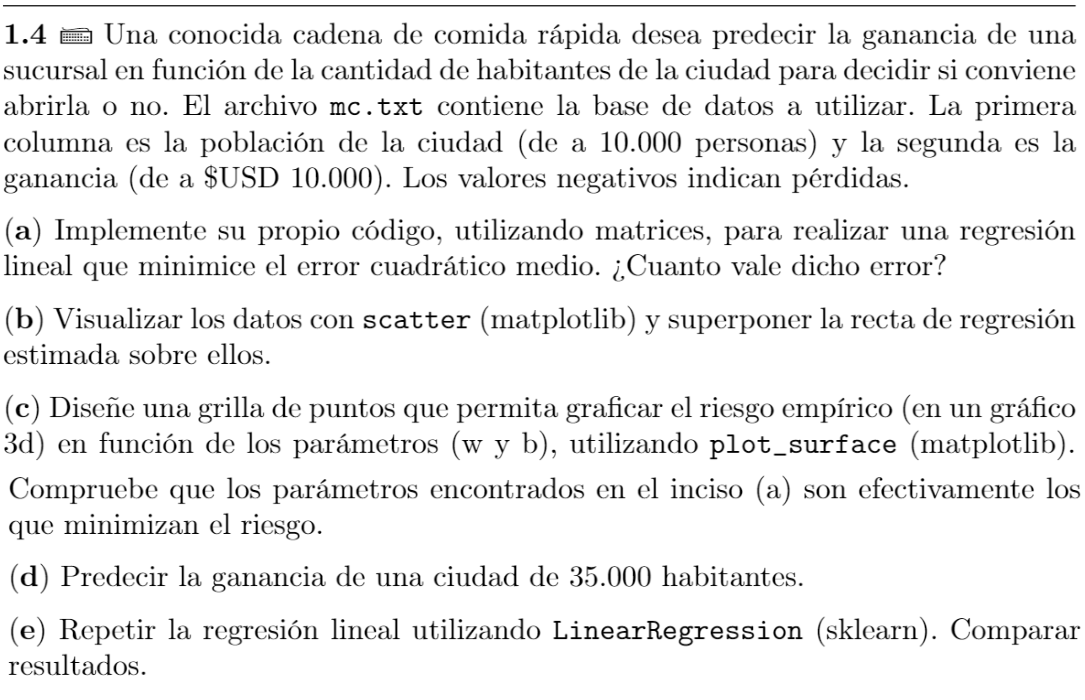 1.4 Una conocida cadena de comida rápida desea predecir la ganancia de una
sucursal en función de la cantidad de habitantes de la ciudad para decidir si conviene
abrirla o no. El archivo mc.txt contiene la base de datos a utilizar. La primera
columna es la población de la ciudad (de a 10.000 personas) y la segunda es la
ganancia (de a $USD 10.000). Los valores negativos indican pérdidas.
(a) Implemente su propio código, utilizando matrices, para realizar una regresión
lineal que minimice el error cuadrático medio. ¿Cuanto vale dicho error?
(b) Visualizar los datos con scatter (matplotlib) y superponer la recta de regresión
estimada sobre ellos.
(c) Diseñe una grilla de puntos que permita graficar el riesgo empírico (en un gráfico
3d) en función de los parámetros (w y b), utilizando plot_surface (matplotlib).
Compruebe que los parámetros encontrados en el inciso (a) son efectivamente los
que minimizan el riesgo.
(d) Predecir la ganancia de una ciudad de 35.000 habitantes.
(e) Repetir la regresión lineal utilizando LinearRegression (sklearn). Comparar
resultados.